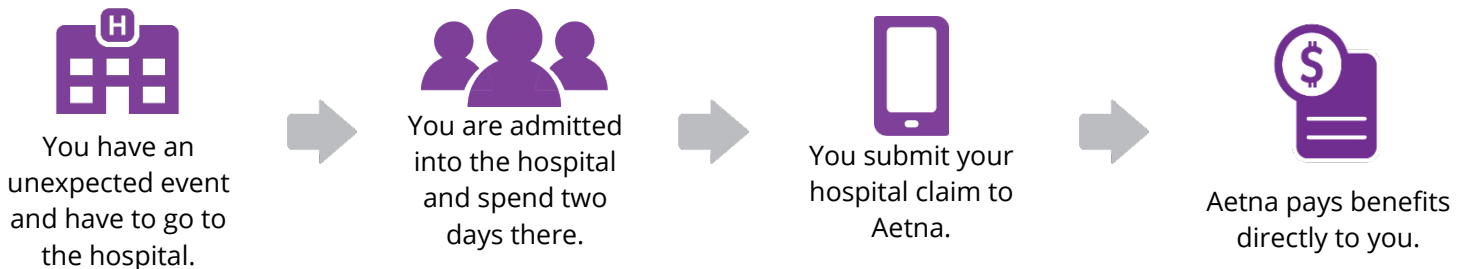 H
You have an
unexpected event
and have to go to
the hospital.
You are admitted
into the hospital
and spend two
days there.
You submit your
hospital claim to
Aetna.
$
Aetna pays benefits
directly to you.